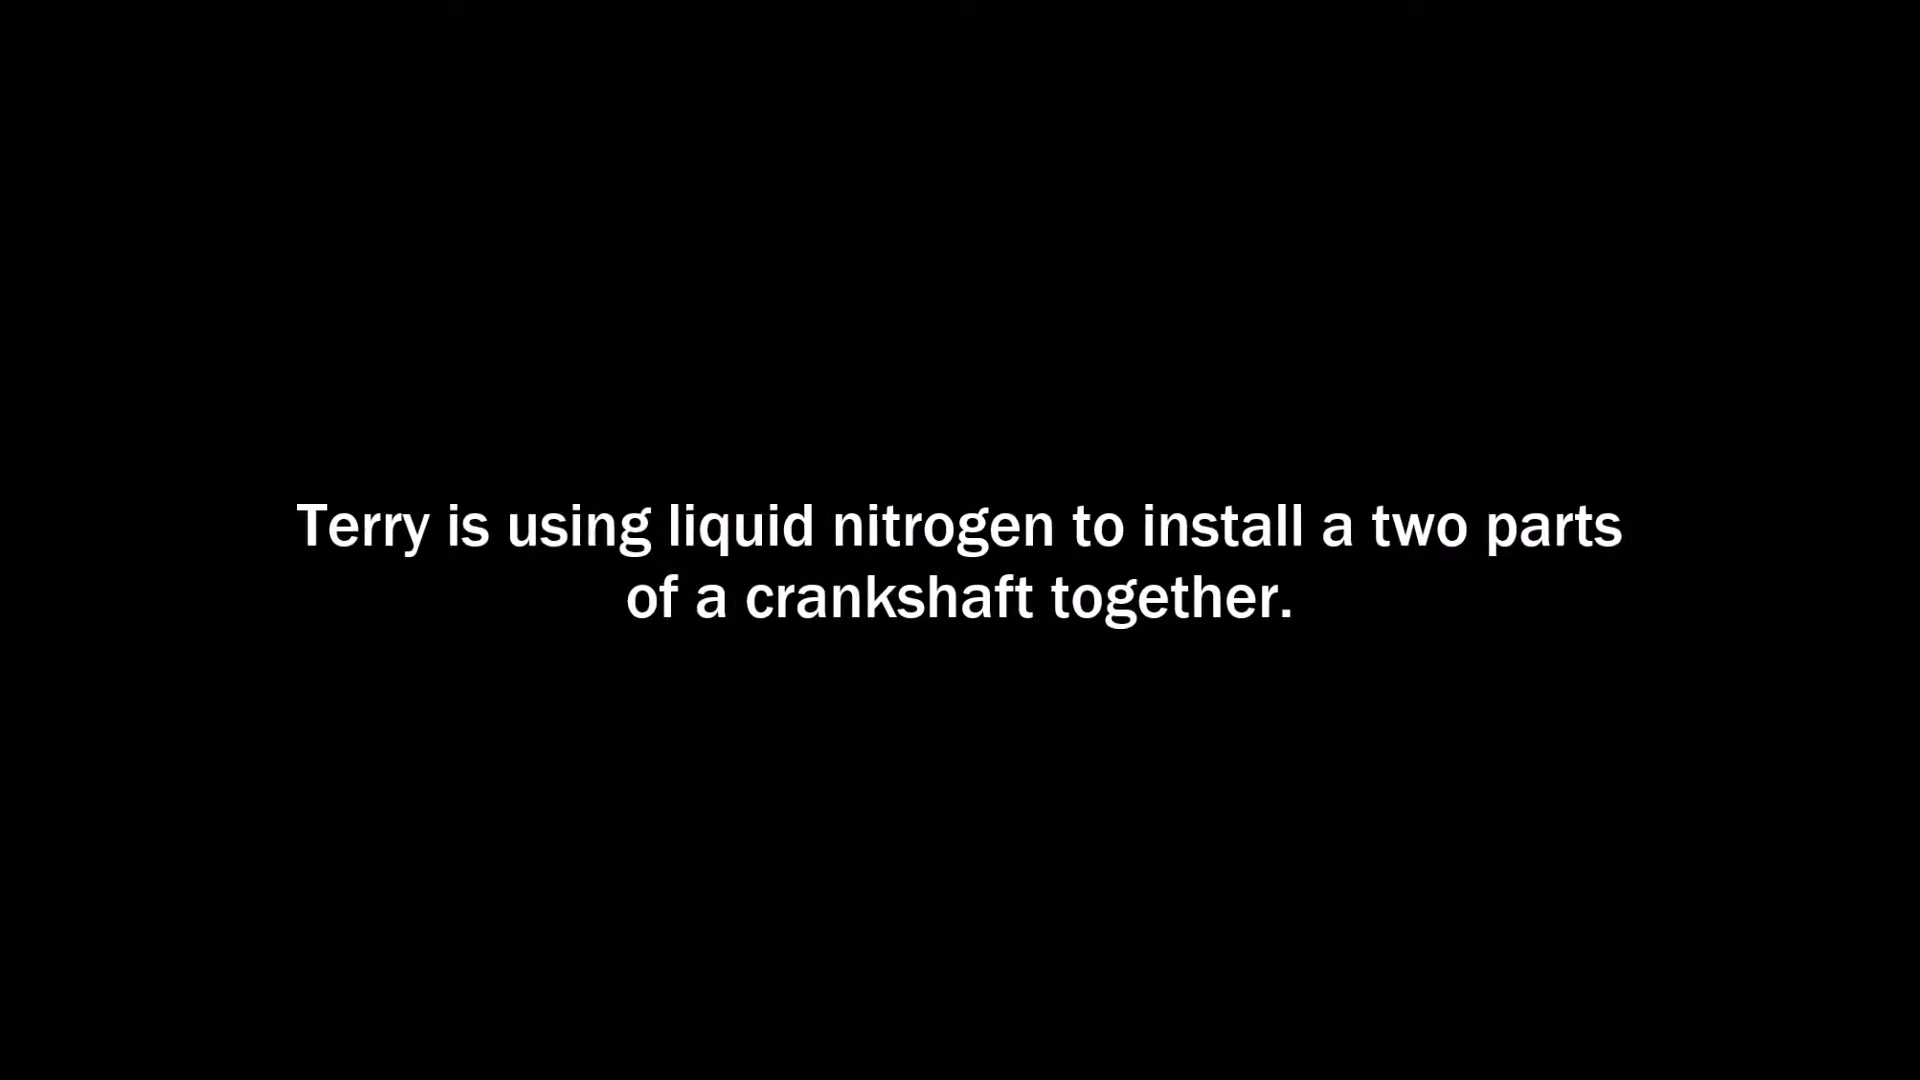 Terry is using liquid nitrogen to install a two parts
of a crankshaft together.